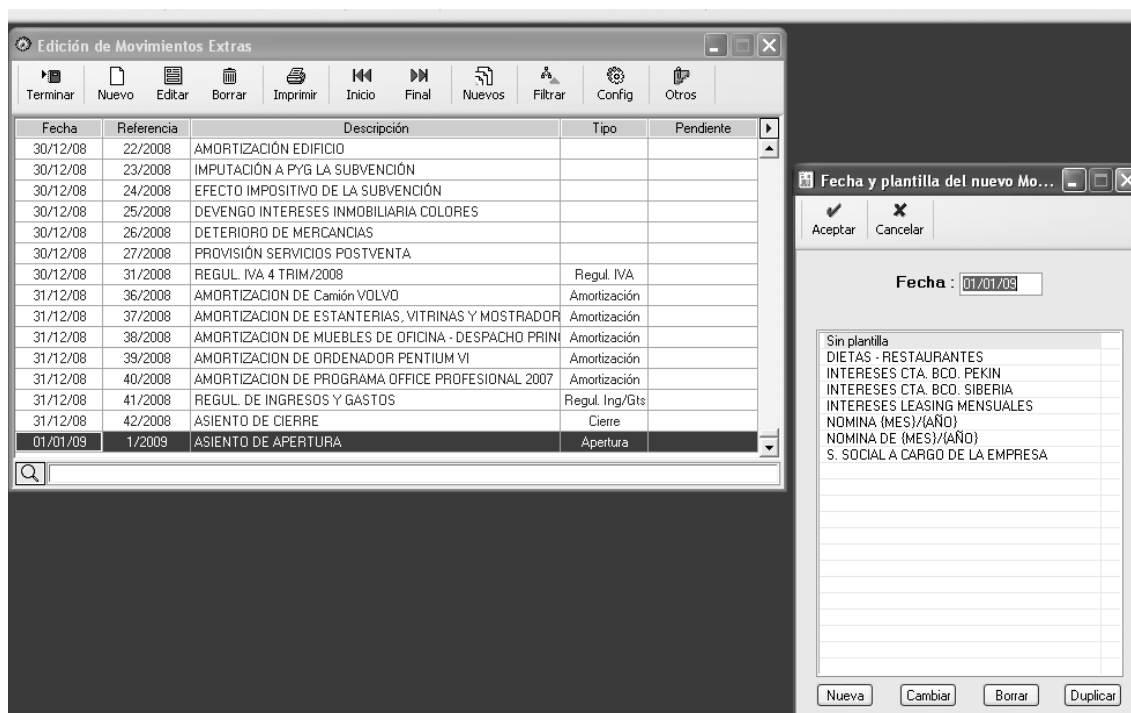 Edición de Movimientos Extras
Terminar Nuevo Editar Borrar Imprimir Inicio Final Nuevos Filtrar Config Otros
Fecha Referencia Descripción Tipo Pendiente
30/12/08 22/2008 AMORTIZACIÓN EDIFICIO
30/12/08 23/2008 IMPUTACIÓN A PYG LA SUBVENCIÓN
30/12/08 24/2008 EFECTO IMPOSITIVO DE LA SUBVENCIÓN
30/12/08 25/2008 DEVENGO INTERESES INMOBILIARIA COLORES
30/12/08 26/2008 DETERIORO DE MERCANCIAS
30/12/08 27/2008 PROVISIÓN SERVICIOS POSTVENTA
30/12/08 31/2008 REGUL. IVA 4 TRIM/2008 Regul. IVA
31/12/08 36/2008 AMORTIZACION DE Camión VOLVO Amortización
31/12/08 37/2008 AMORTIZACION DE ESTANTERIAS, VITRINAS Y MOSTRADOR Amortización
31/12/08 38/2008 AMORTIZACION DE MUEBLES DE OFICINA - DESPACHO PRIN Amortización
31/12/08 39/2008 AMORTIZACION DE ORDENADOR PENTIUM VI Amortización
31/12/08 40/2008 AMORTIZACION DE PROGRAMA OFFICE PROFESIONAL 2007 Amortización
31/12/08 41/2008 REGUL. DE INGRESOS Y GASTOS Regul. Ing/Gts
31/12/08 42/2008 ASIENTO DE CIERRE Cierre
01/01/09 1/2009 ASIENTO DE APERTURA Apertura
Fecha y plantilla del nuevo Mo...
Aceptar Cancelar
Fecha : 01/01/09
Sin plantilla
DIETAS - RESTAURANTES
INTERESES CTA. BCO. PEKIN
INTERESES CTA. BCO. SIBERIA
INTERESES LEASING MENSUALES
NOMINA {MES}/{AÑO}
NOMINA DE {MES}/{AÑO}
S. SOCIAL A CARGO DE LA EMPRESA
Nueva Cambiar Borrar Duplicar